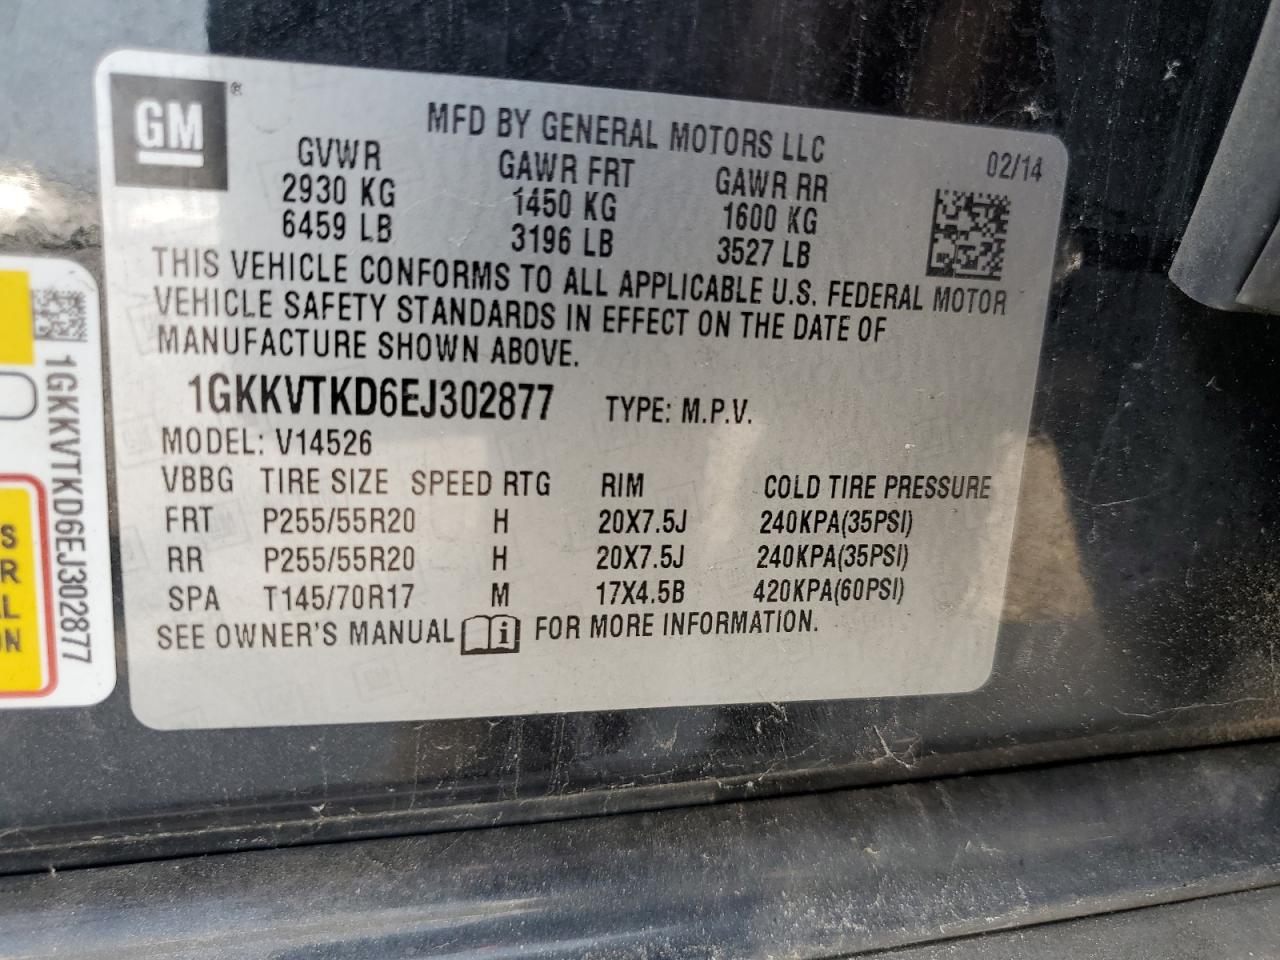 GM ®
MFD BY GENERAL MOTORS LLC
02/14
GVWR GAWR FRT GAWR RR
2930 KG 1450 KG 1600 KG
6459 LB 3196 LB 3527 LB
THIS VEHICLE CONFORMS TO ALL APPLICABLE U.S. FEDERAL MOTOR
VEHICLE SAFETY STANDARDS IN EFFECT ON THE DATE OF
MANUFACTURE SHOWN ABOVE.
1GKKVTKD6EJ302877 TYPE: M.P.V.
MODEL: V14526
VBBG TIRE SIZE SPEED RTG RIM COLD TIRE PRESSURE
FRT P255/55R20 H 20X7.5J 240KPA(35PSI)
RR P255/55R20 H 20X7.5J 240KPA(35PSI)
SPA T145/70R17 M 17X4.5B 420KPA(60PSI)
SEE OWNER'S MANUAL i FOR MORE INFORMATION.
1GKKVTKD6EJ302877